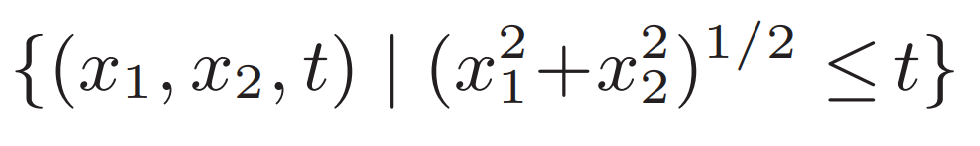 {(x₁, x₂, t) | (x₁²+x₂²)^{1/2} ≤ t}